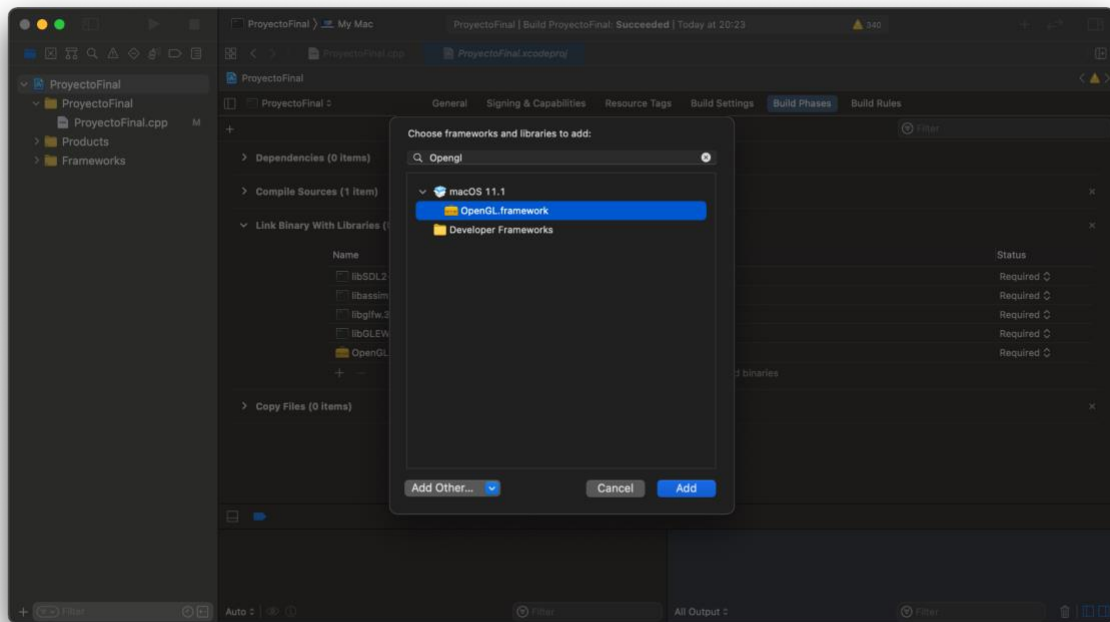 ProyectoFinal 〉 My Mac
ProyectoFinal | Build ProyectoFinal: Succeeded | Today at 20:23
340
ProyectoFinal.cpp
ProyectoFinal.xcodeproj
ProyectoFinal
ProyectoFinal
ProyectoFinal.cpp M
Products
Frameworks
ProyectoFinal
ProyectoFinal
General Signing & Capabilities Resource Tags Build Settings Build Phases Build Rules
Filter
Dependencies (0 items)
Compile Sources (1 item)
Link Binary With Libraries (
Name
Status
libSDL2
Required
libassim
Required
libglfw.3
Required
libGLEW
Required
OpenGL
Required
d binaries
Copy Files (0 items)
Choose frameworks and libraries to add:
Opengl
macOS 11.1
OpenGL.framework
Developer Frameworks
Add Other...
Cancel
Add
Filter
Auto
Filter
All Output
Filter